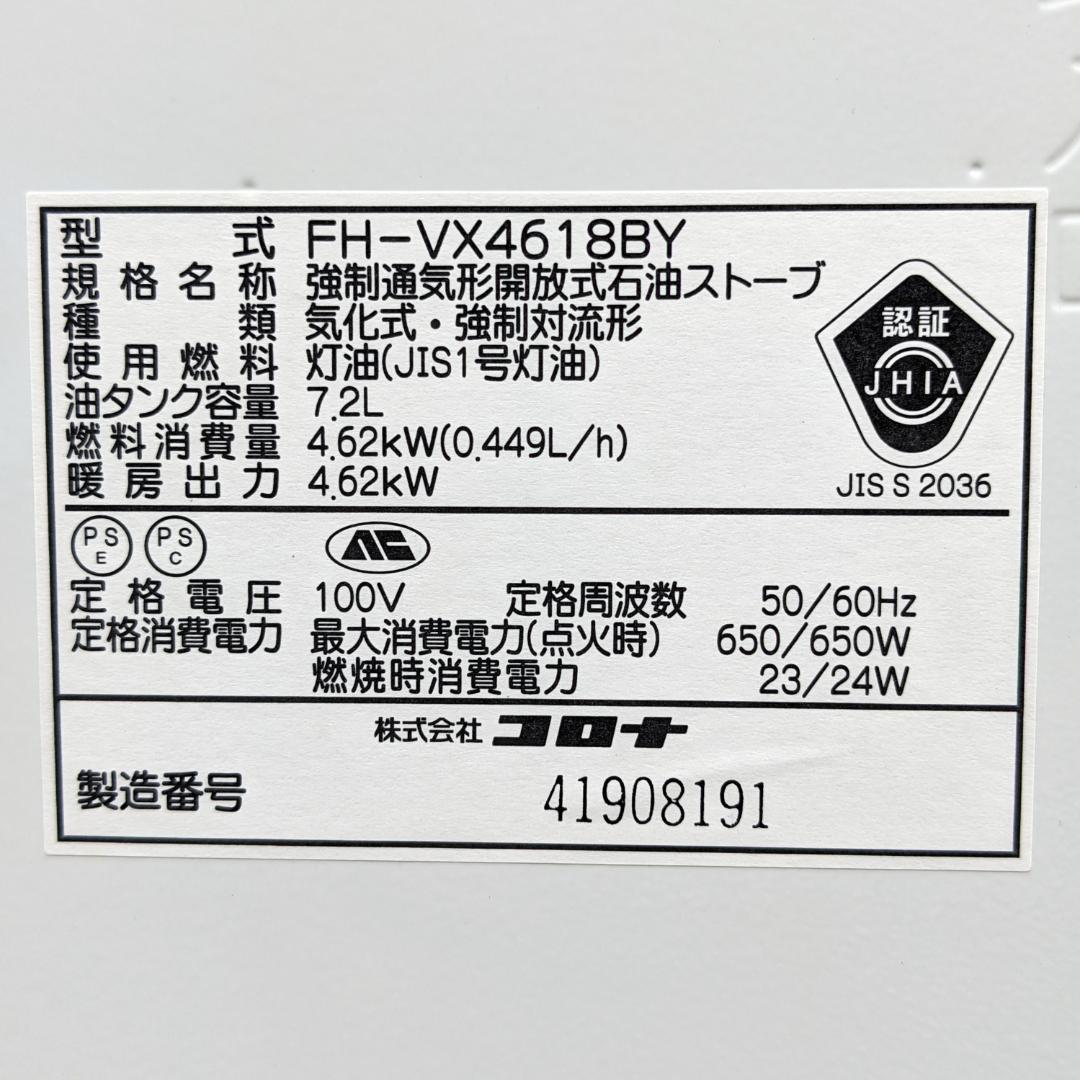 型式 FH-VX4618BY
規格名称 強制通気形開放式石油ストーブ
種類 気化式・強制対流形
使用燃料 灯油(JIS1号灯油)
油タンク容量 7.2L
燃料消費量 4.62kW(0.449L/h)
暖房出力 4.62kW
認証
JHIA
JIS S 2036
PS E PS C
定格電圧 100V 定格周波数 50/60Hz
定格消費電力 最大消費電力(点火時) 650/650W
燃焼時消費電力 23/24W
株式会社 コロナ
製造番号 41908191